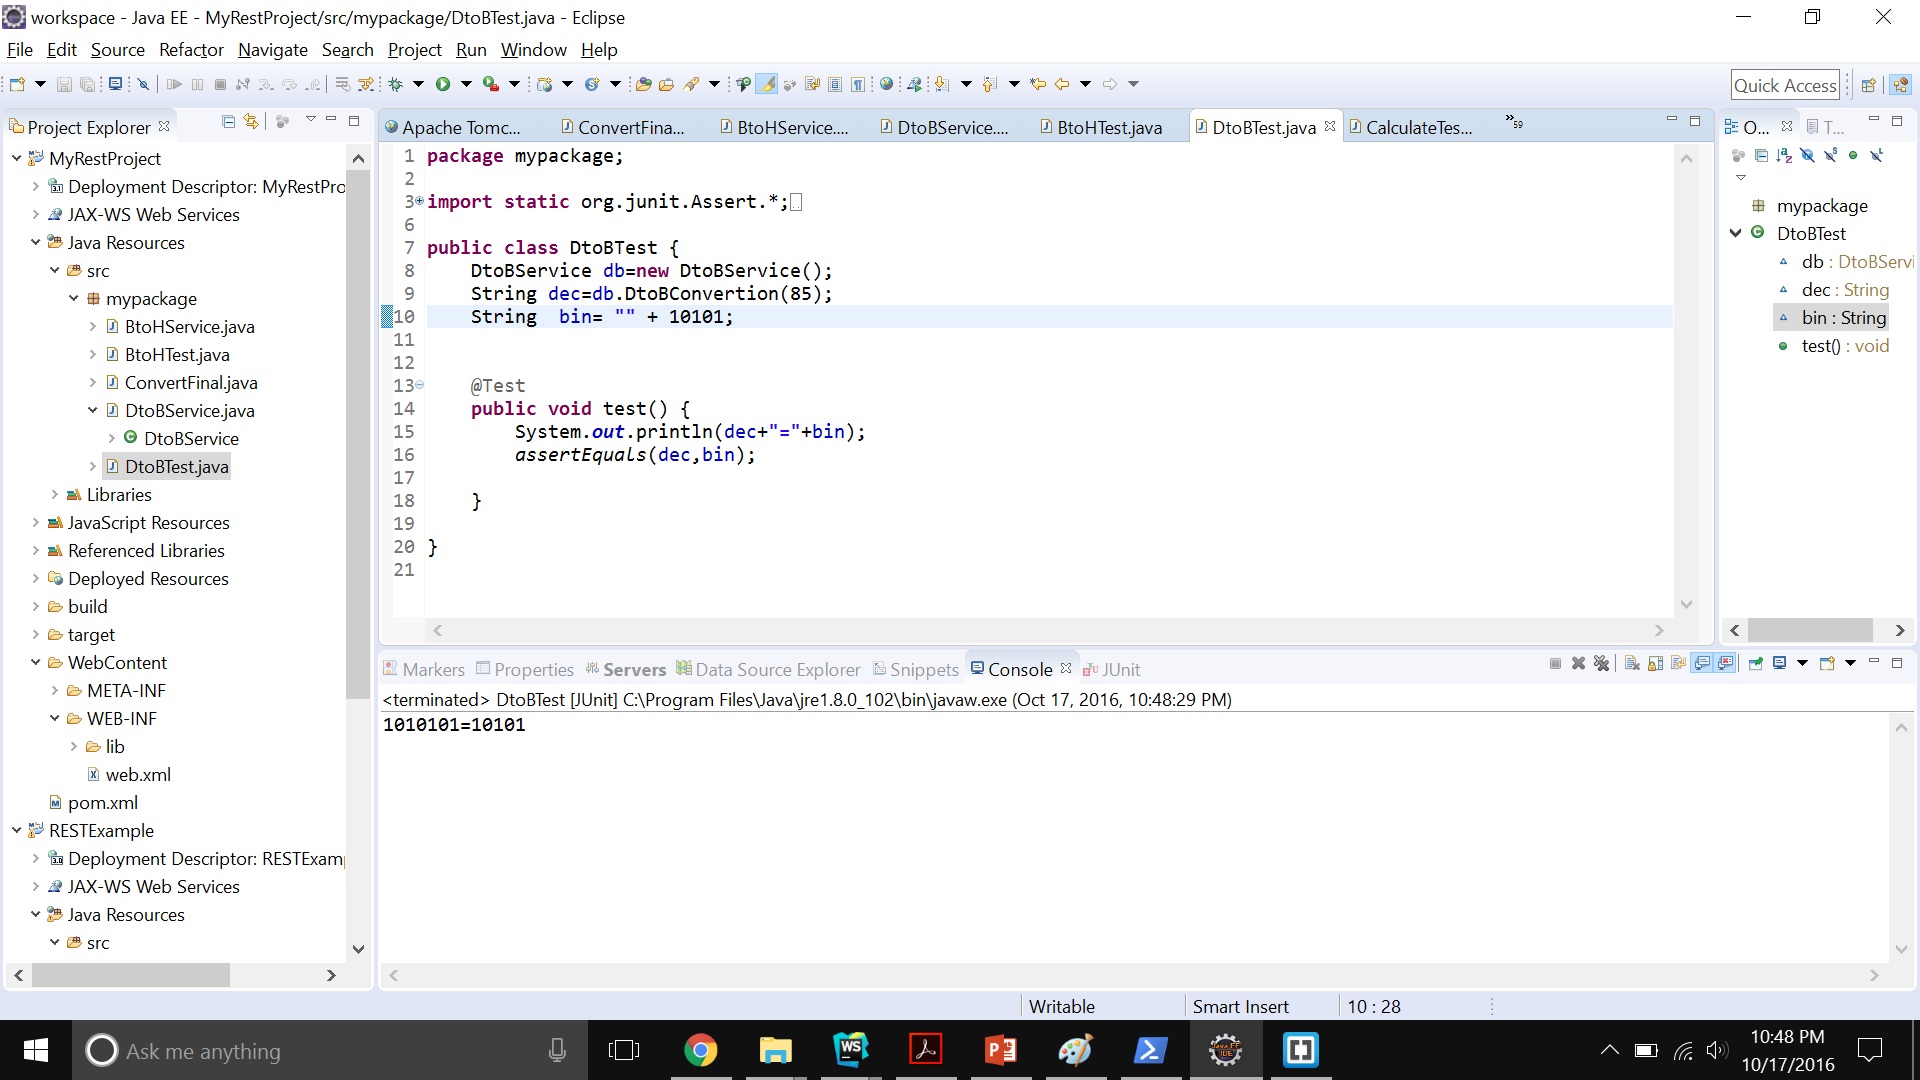 workspace - Java EE - MyRestProject/src/mypackage/DtoBTest.java - Eclipse
File Edit Source Refactor Navigate Search Project Run Window Help
Quick Access
Project Explorer
MyRestProject
Deployment Descriptor: MyRestPro
JAX-WS Web Services
Java Resources
src
mypackage
BtoHService.java
BtoHTest.java
ConvertFinal.java
DtoBService.java
DtoBService
DtoBTest.java
Libraries
JavaScript Resources
Referenced Libraries
Deployed Resources
build
target
WebContent
META-INF
WEB-INF
lib
web.xml
pom.xml
RESTExample
Deployment Descriptor: RESTExam
JAX-WS Web Services
Java Resources
src
Apache Tomc... ConvertFina... BtoHService.... DtoBService.... BtoHTest.java DtoBTest.java CalculateTes... »59
1 package mypackage;
2
3 import static org.junit.Assert.*;
6
7 public class DtoBTest {
8 DtoBService db=new DtoBService();
9 String dec=db.DtoBConvertion(85);
10 String  bin= "" + 10101;
11
12
13 @Test
14 public void test() {
15 System.out.println(dec+"="+bin);
16 assertEquals(dec,bin);
17
18 }
19
20 }
21
O... T...
mypackage
DtoBTest
db : DtoBServi
dec : String
bin : String
test() : void
Markers Properties Servers Data Source Explorer Snippets Console JUnit
<terminated> DtoBTest [JUnit] C:\Program Files\Java\jre1.8.0_102\bin\javaw.exe (Oct 17, 2016, 10:48:29 PM)
1010101=10101
Writable Smart Insert 10 : 28
Ask me anything
WS
Java EE
IDE
10:48 PM
10/17/2016